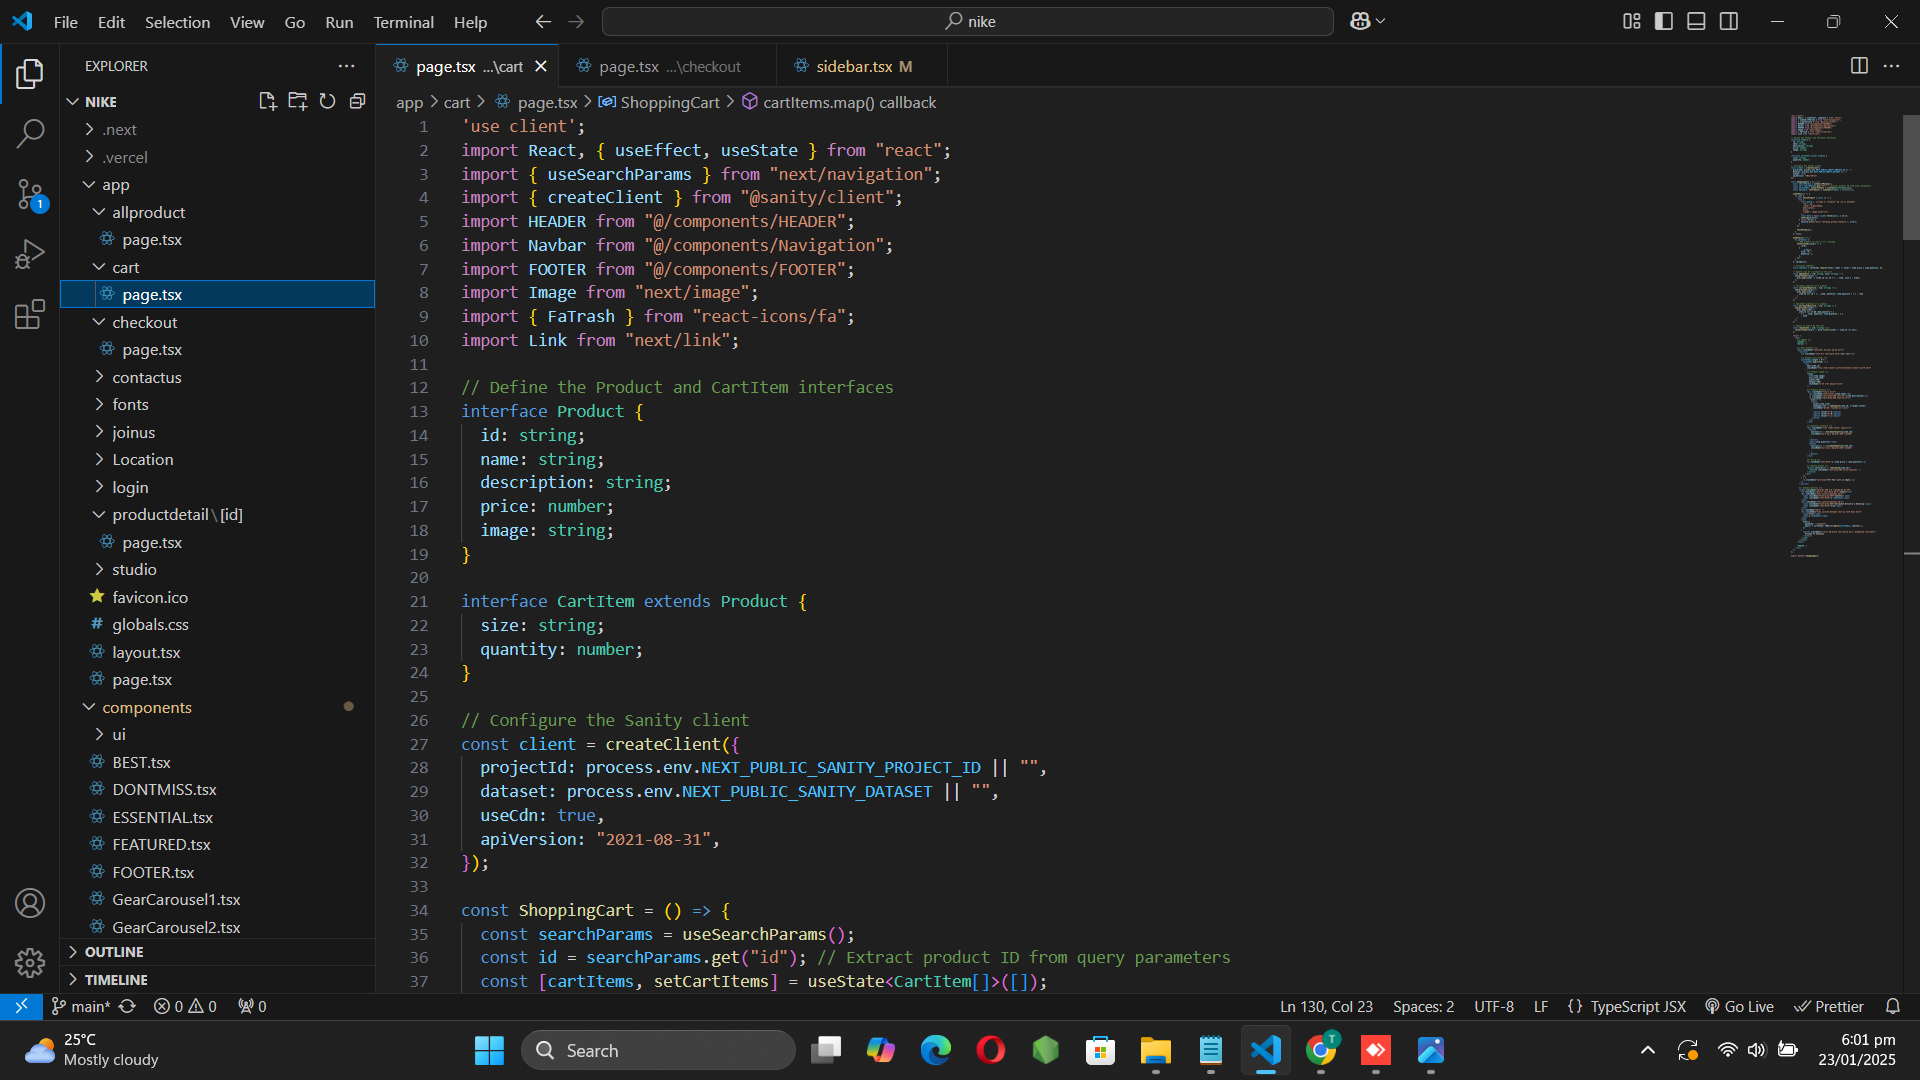 File Edit Selection View Go Run Terminal Help
nike
EXPLORER
NIKE
.next
.vercel
app
allproduct
page.tsx
cart
page.tsx
checkout
page.tsx
contactus
fonts
joinus
Location
login
productdetail\[id]
page.tsx
studio
favicon.ico
# globals.css
layout.tsx
page.tsx
components
ui
BEST.tsx
DONTMISS.tsx
ESSENTIAL.tsx
FEATURED.tsx
FOOTER.tsx
GearCarousel1.tsx
GearCarousel2.tsx
OUTLINE
TIMELINE
1
page.tsx ...\cart
page.tsx ...\checkout
sidebar.tsx M
app > cart > page.tsx > ShoppingCart > cartItems.map() callback
1 'use client';
2 import React, { useEffect, useState } from "react";
3 import { useSearchParams } from "next/navigation";
4 import { createClient } from "@sanity/client";
5 import HEADER from "@/components/HEADER";
6 import Navbar from "@/components/Navigation";
7 import FOOTER from "@/components/FOOTER";
8 import Image from "next/image";
9 import { FaTrash } from "react-icons/fa";
10 import Link from "next/link";
11
12 // Define the Product and CartItem interfaces
13 interface Product {
14 id: string;
15 name: string;
16 description: string;
17 price: number;
18 image: string;
19 }
20
21 interface CartItem extends Product {
22 size: string;
23 quantity: number;
24 }
25
26 // Configure the Sanity client
27 const client = createClient({
28 projectId: process.env.NEXT_PUBLIC_SANITY_PROJECT_ID || "",
29 dataset: process.env.NEXT_PUBLIC_SANITY_DATASET || "",
30 useCdn: true,
31 apiVersion: "2021-08-31",
32 });
33
34 const ShoppingCart = () => {
35 const searchParams = useSearchParams();
36 const id = searchParams.get("id"); // Extract product ID from query parameters
37 const [cartItems, setCartItems] = useState<CartItem[]>([]);
main* 0 0 0
Ln 130, Col 23 Spaces: 2 UTF-8 LF {} TypeScript JSX Go Live Prettier
25°C
Mostly cloudy
Search
T
6:01 pm
23/01/2025